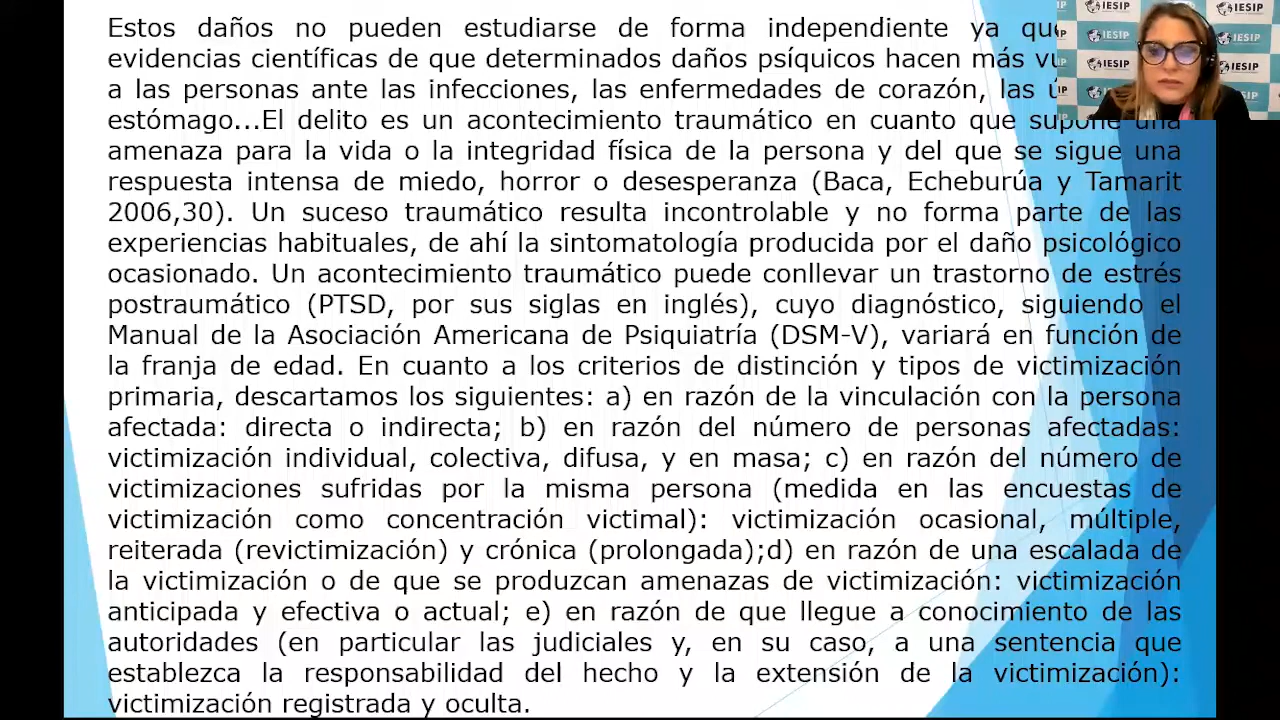 Estos daños no pueden estudiarse de forma independiente ya
evidencias científicas de que determinados daños psíquicos hacen más
a las personas ante las infecciones, las enfermedades de corazón, las
estómago...El delito es un acontecimiento traumático en cuanto que supone una
amenaza para la vida o la integridad física de la persona y del que se sigue una
respuesta intensa de miedo, horror o desesperanza (Baca, Echeburúa y Tamarit
2006,30). Un suceso traumático resulta incontrolable y no forma parte de las
experiencias habituales, de ahí la sintomatología producida por el daño psicológico
ocasionado. Un acontecimiento traumático puede conllevar un trastorno de estrés
postraumático (PTSD, por sus siglas en inglés), cuyo diagnóstico, siguiendo el
Manual de la Asociación Americana de Psiquiatría (DSM-V), variará en función de
la franja de edad. En cuanto a los criterios de distinción y tipos de victimización
primaria, descartamos los siguientes: a) en razón de la vinculación con la persona
afectada: directa o indirecta; b) en razón del número de personas afectadas:
victimización individual, colectiva, difusa, y en masa; c) en razón del número de
victimizaciones sufridas por la misma persona (medida en las encuestas de
victimización como concentración victimal): victimización ocasional, múltiple,
reiterada (revictimización) y crónica (prolongada);d) en razón de una escalada de
la victimización o de que se produzcan amenazas de victimización: victimización
anticipada y efectiva o actual; e) en razón de que llegue a conocimiento de las
autoridades (en particular las judiciales y, en su caso, a una sentencia que
establezca la responsabilidad del hecho y la extensión de la victimización):
victimización registrada y oculta.
IESIP
IESIP
IESIP
IESIP
IESIP
IESIP
IESIP